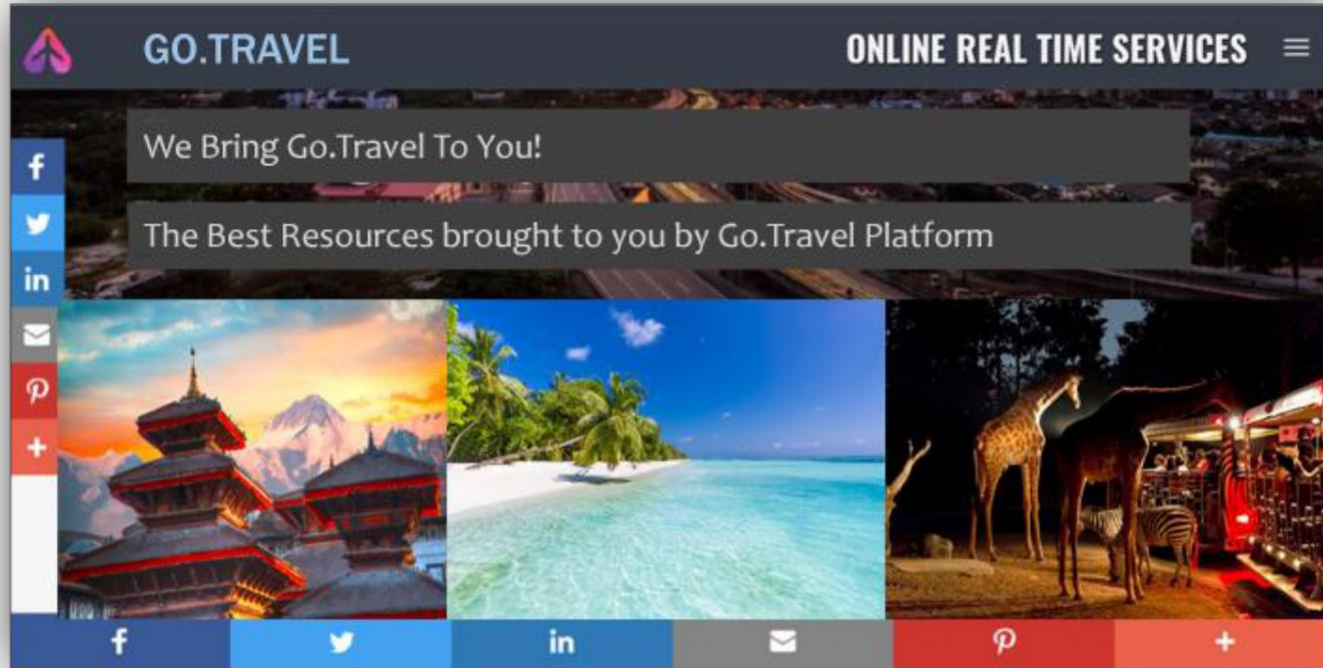 GO.TRAVEL
ONLINE REAL TIME SERVICES
We Bring Go.Travel To You!
The Best Resources brought to you by Go.Travel Platform